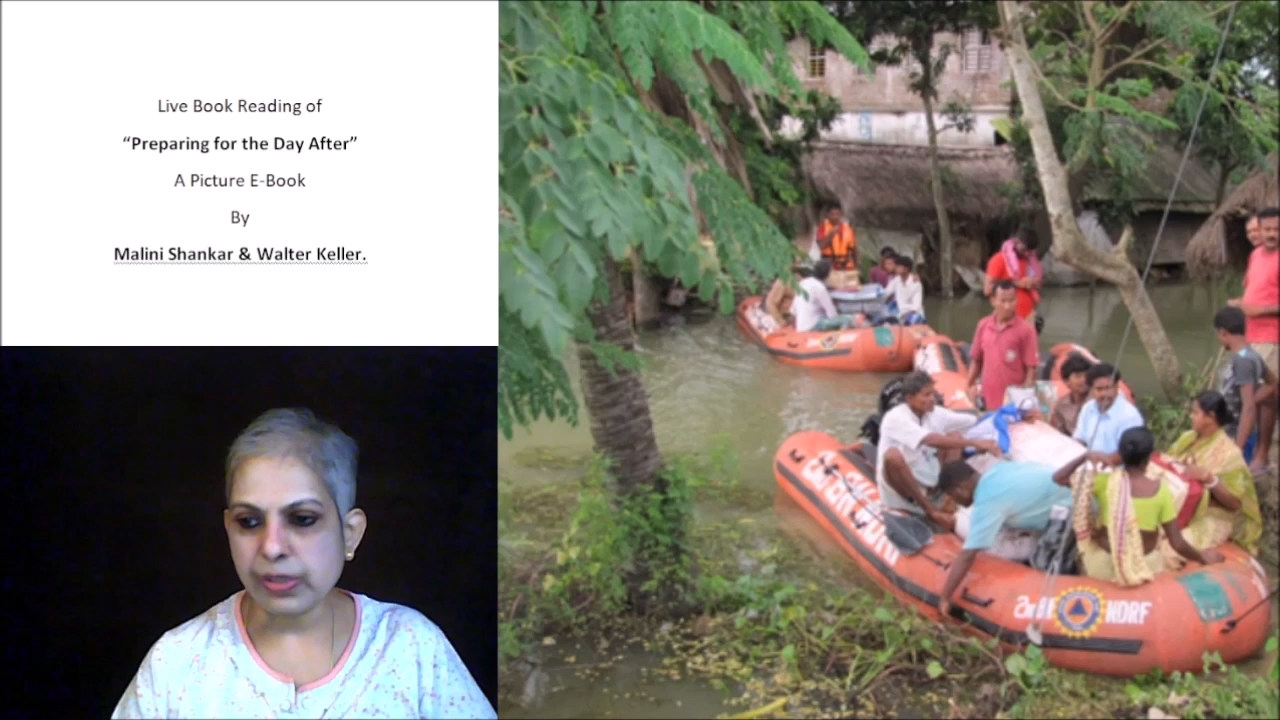 Live Book Reading of
“Preparing for the Day After”
A Picture E-Book
By
Malini Shankar & Walter Keller.
NDRF